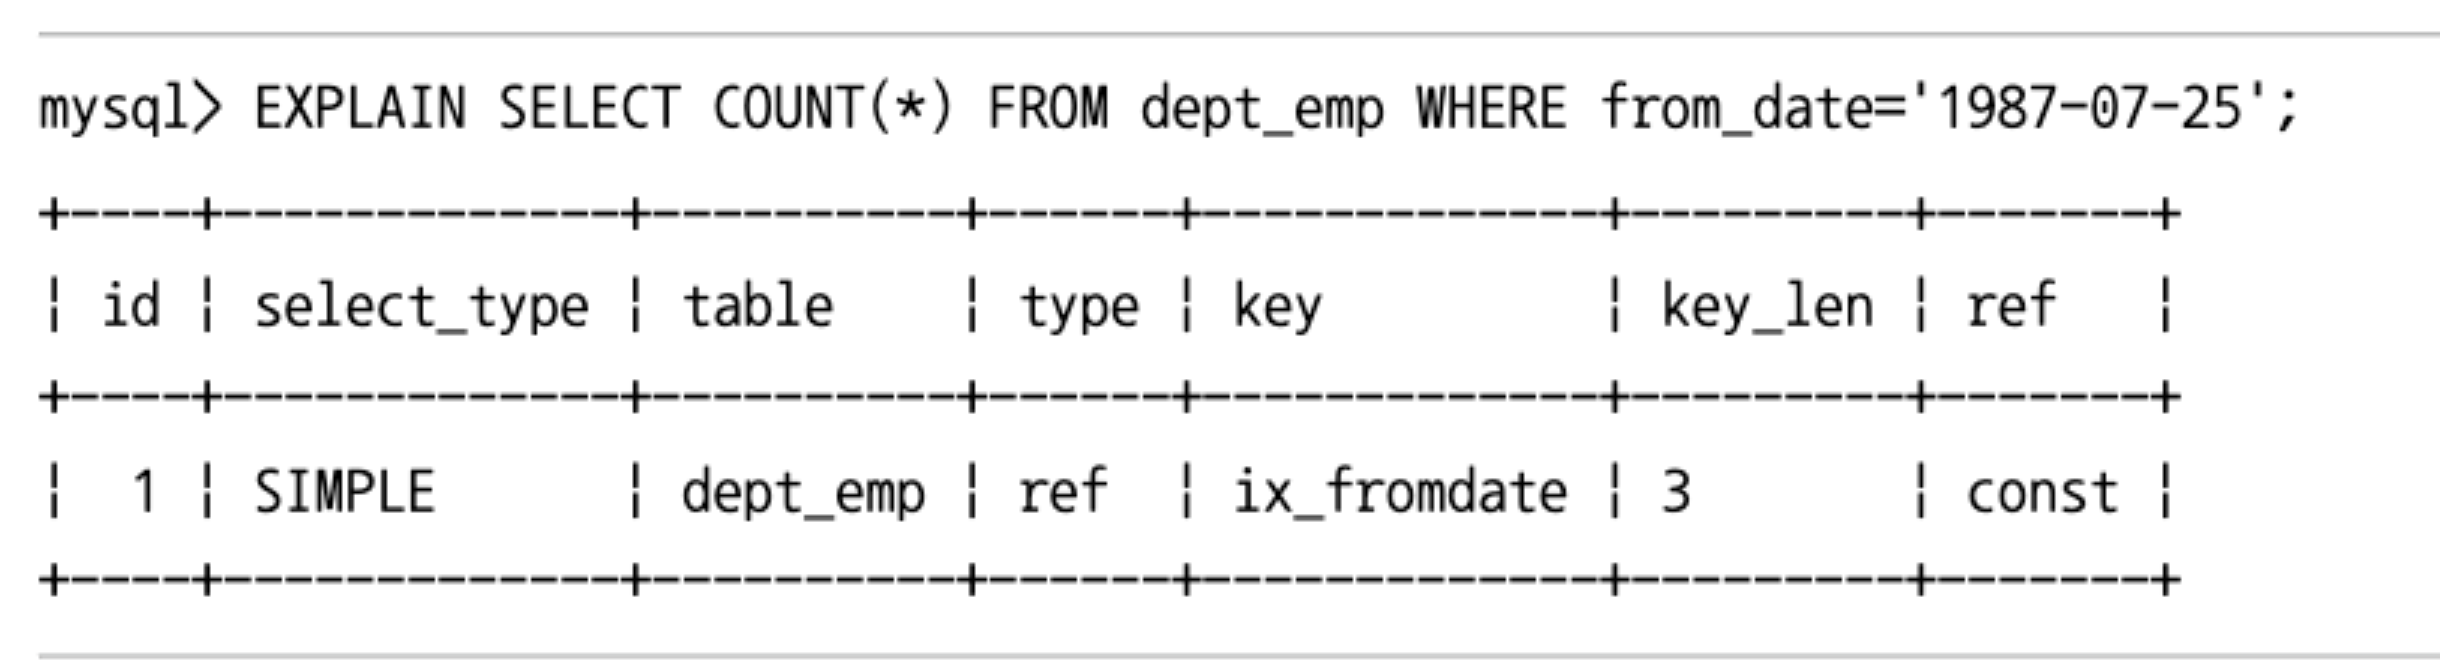 mysql> EXPLAIN SELECT COUNT(*) FROM dept_emp WHERE from_date='1987-07-25';
+----+-------------+----------+------+-------------+---------+-------+
| id | select_type | table    | type | key         | key_len | ref   |
+----+-------------+----------+------+-------------+---------+-------+
|  1 | SIMPLE      | dept_emp | ref  | ix_fromdate | 3       | const |
+----+-------------+----------+------+-------------+---------+-------+